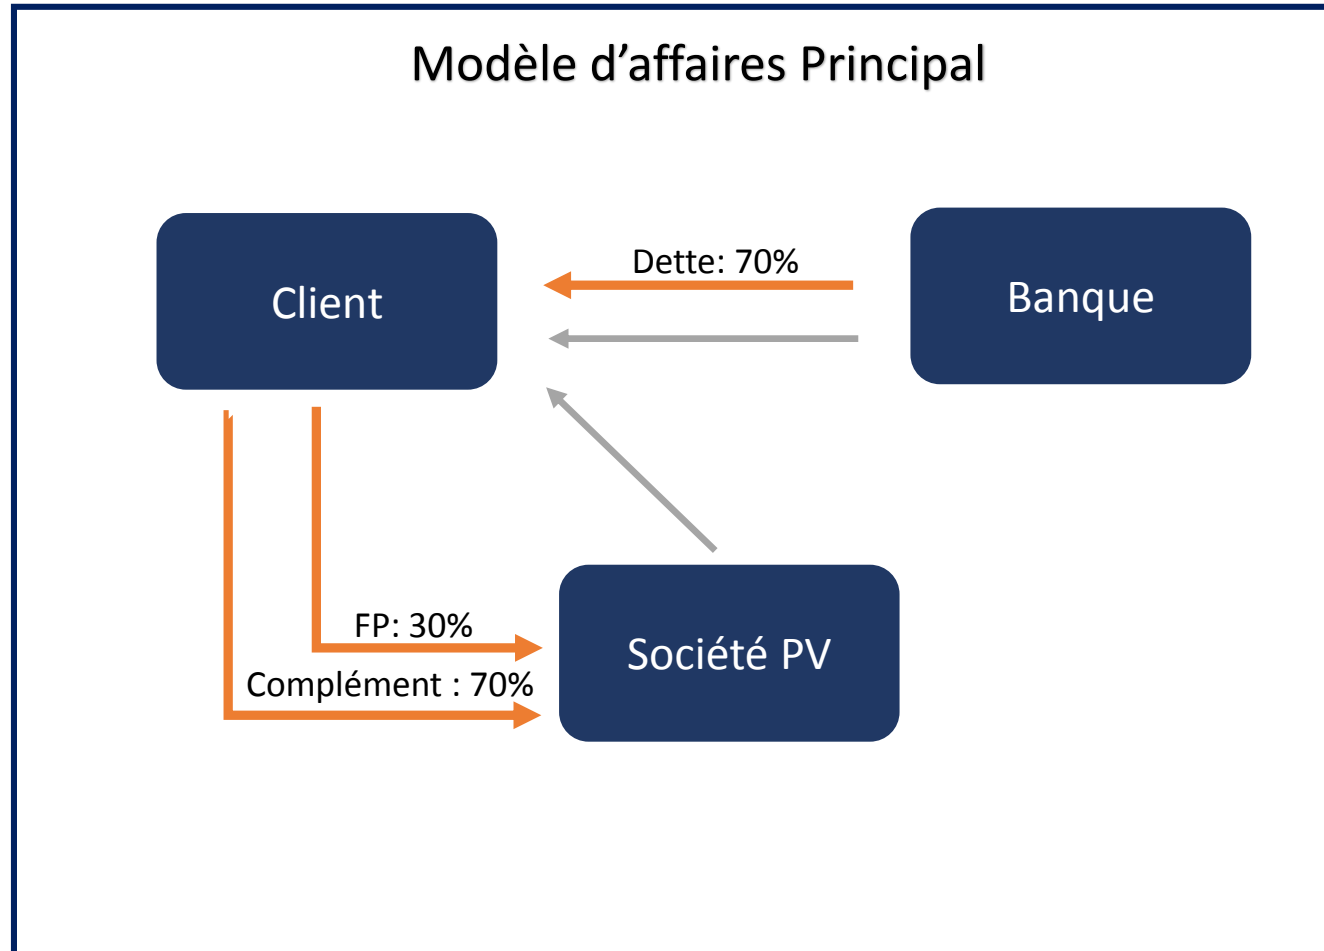 Modèle d’affaires Principal
Dette: 70%
Client
Banque
FP: 30%
Société PV
Complément : 70%